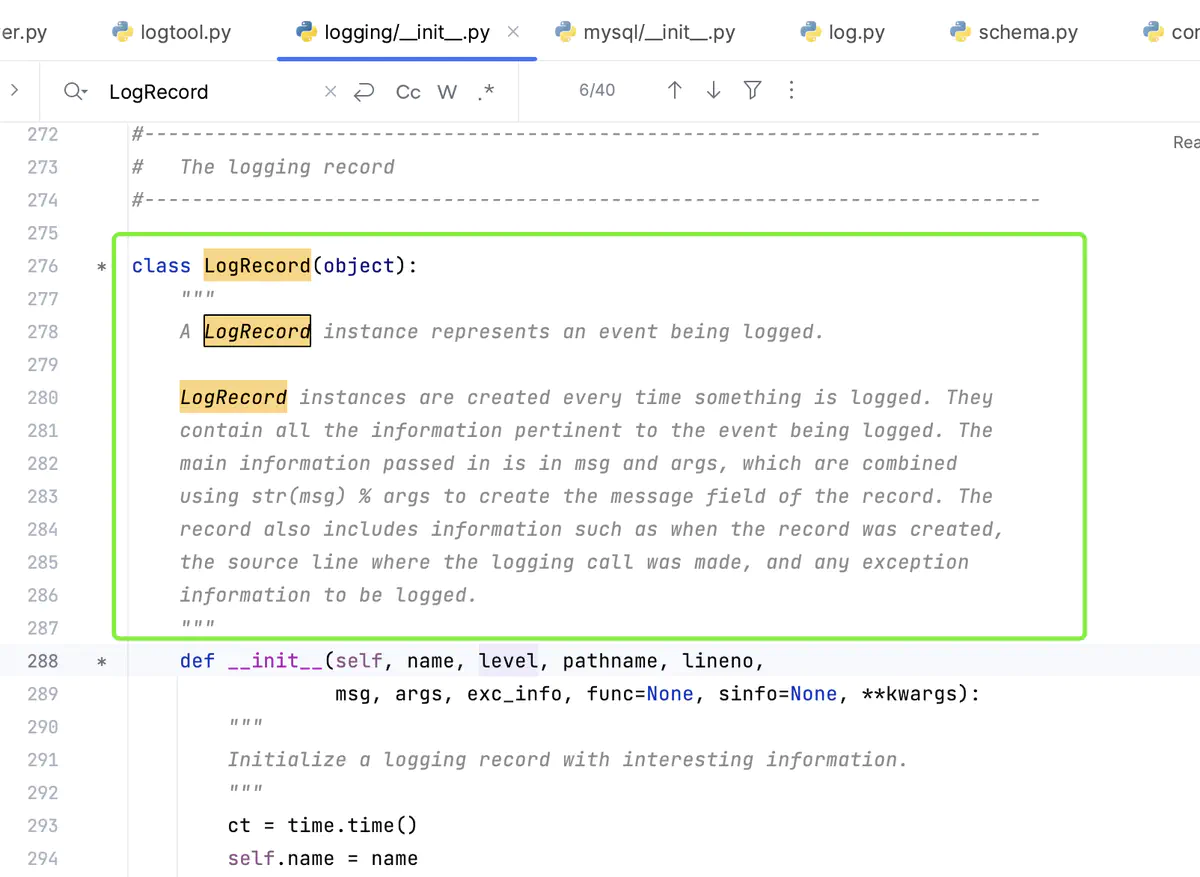 er.py logtool.py logging/__init__.py mysql/__init__.py log.py schema.py cor
LogRecord Cc W .* 6/40
272 #---------------------------------------------------------------------------
273 #   The logging record
Rea
274 #---------------------------------------------------------------------------
275
276 * class LogRecord(object):
277     """
278     A LogRecord instance represents an event being logged.
279
280     LogRecord instances are created every time something is logged. They
281     contain all the information pertinent to the event being logged. The
282     main information passed in is in msg and args, which are combined
283     using str(msg) % args to create the message field of the record. The
284     record also includes information such as when the record was created,
285     the source line where the logging call was made, and any exception
286     information to be logged.
287     """
288 *     def __init__(self, name, level, pathname, lineno,
289                  msg, args, exc_info, func=None, sinfo=None, **kwargs):
290         """
291         Initialize a logging record with interesting information.
292         """
293         ct = time.time()
294         self.name = name